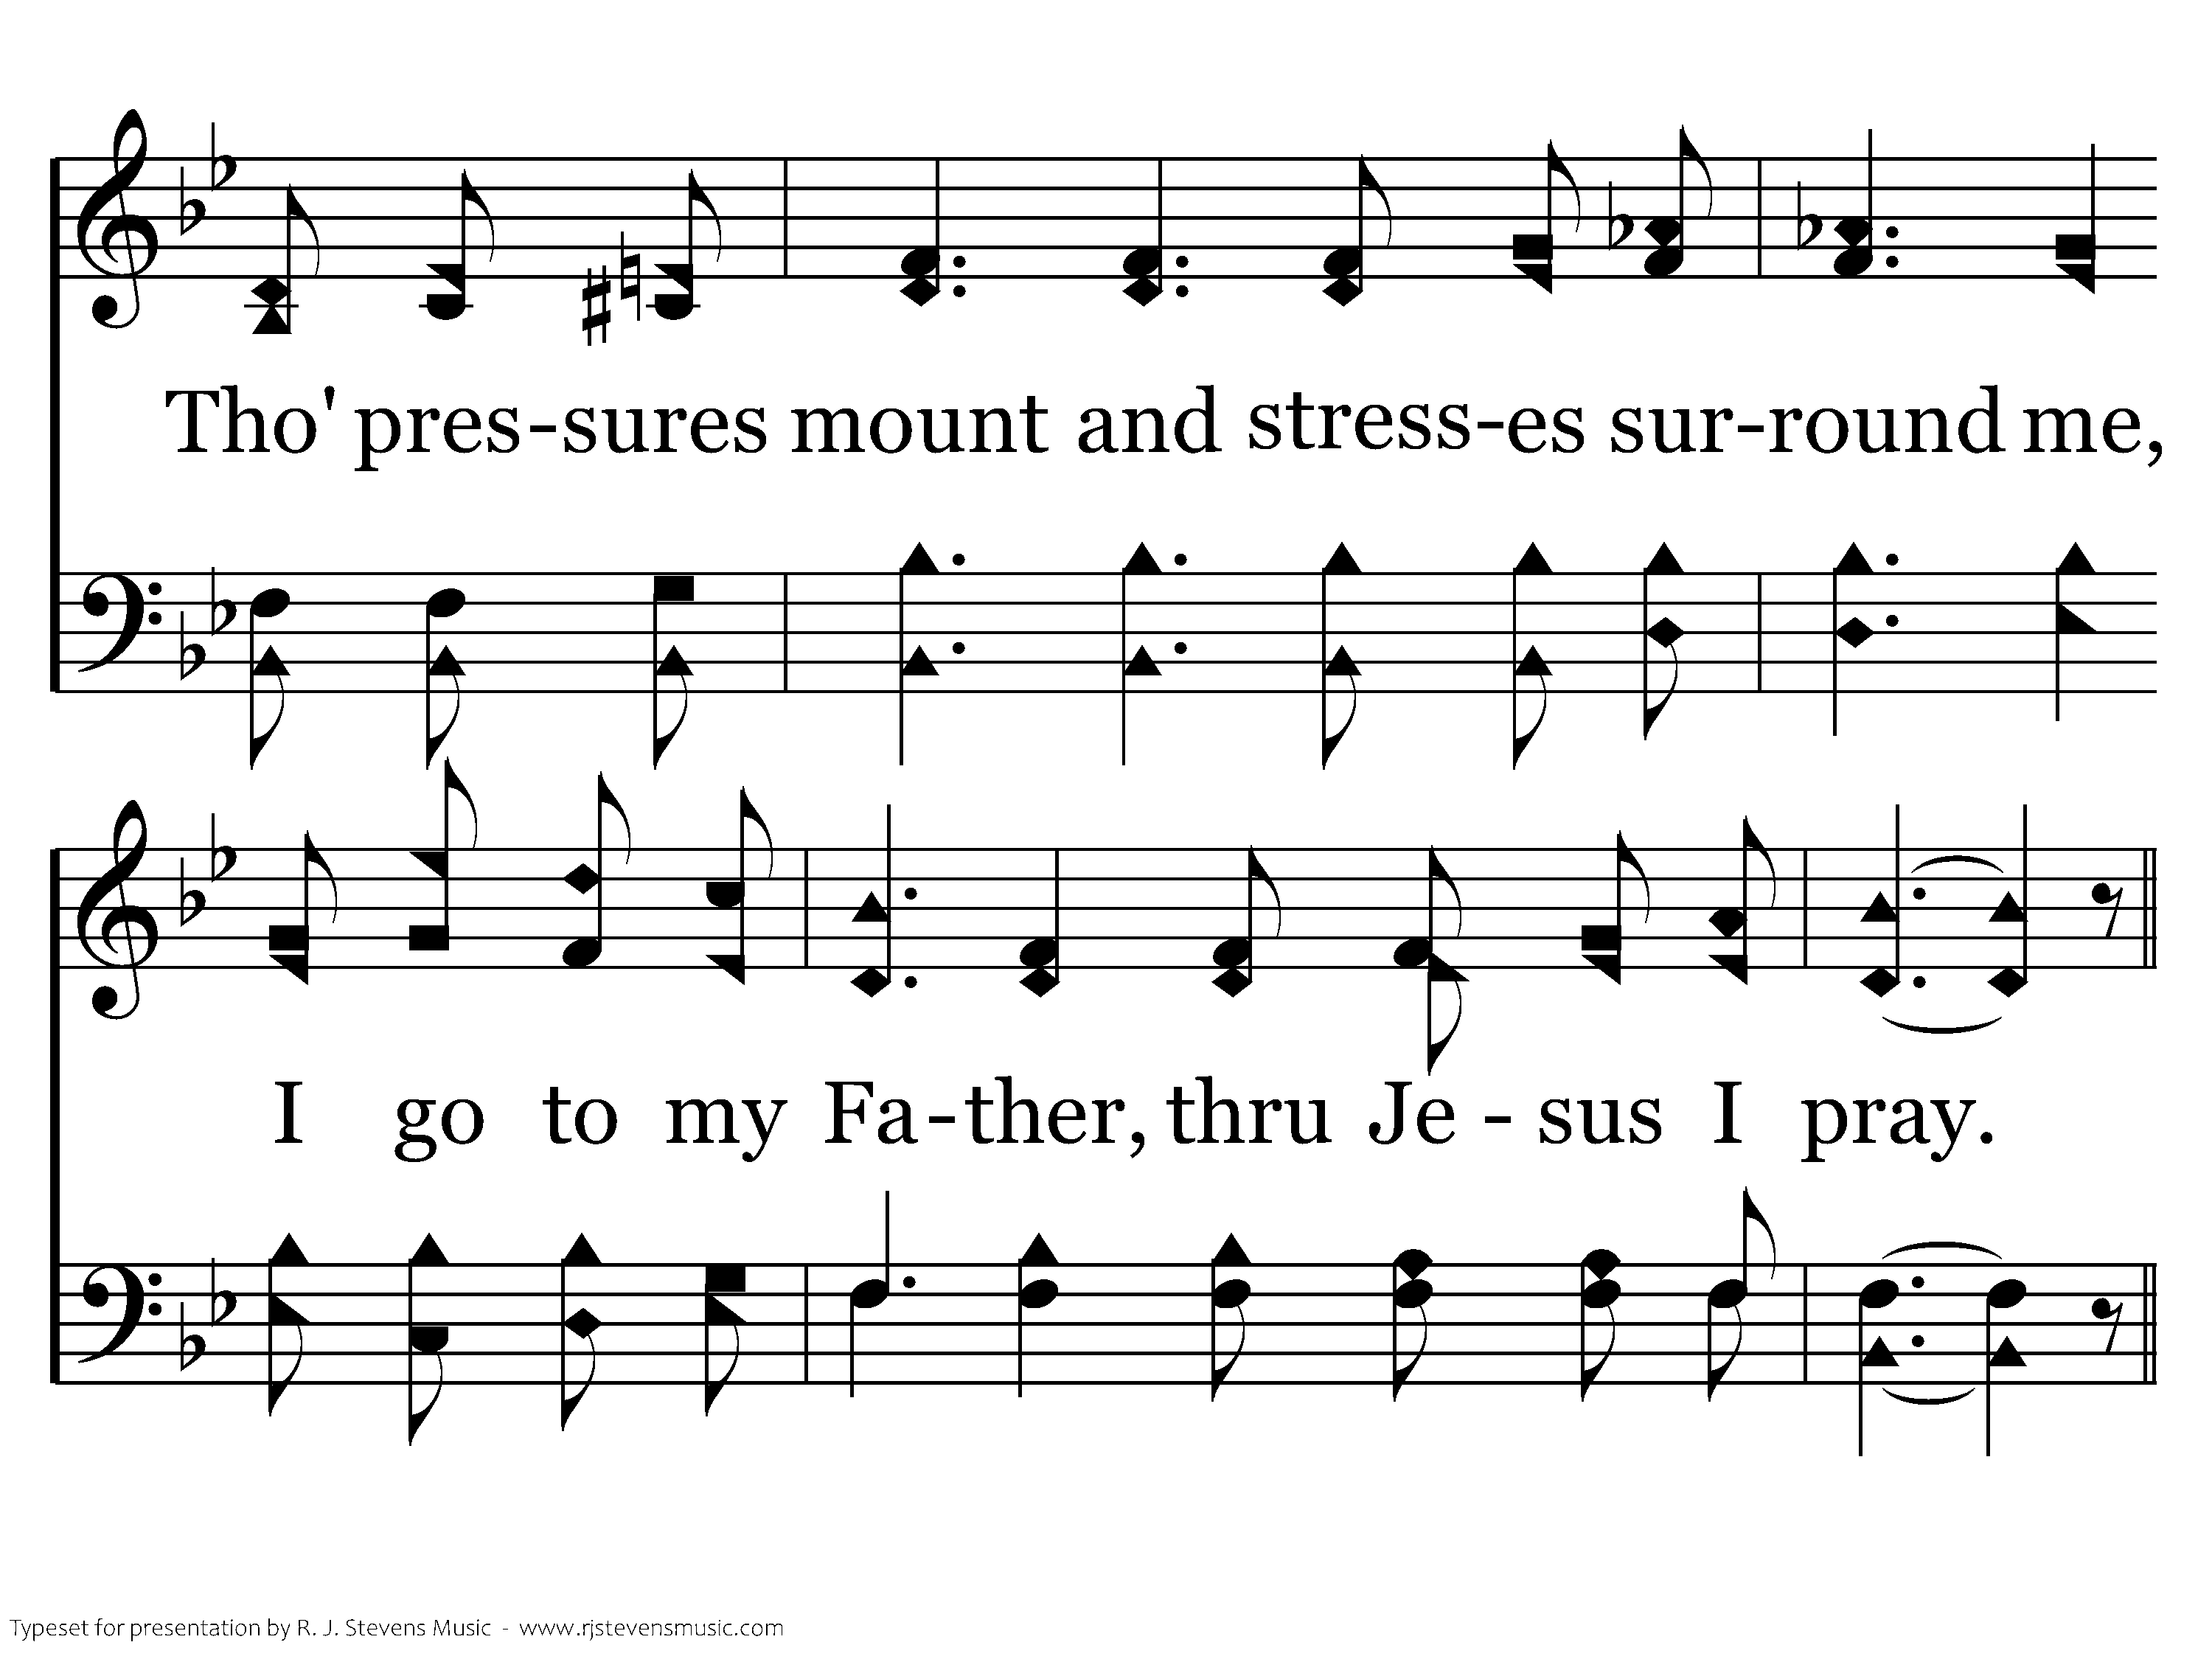 Tho' pres-sures mount and stress-es sur-round me,
I go to my Fa-ther, thru Je - sus I pray.
Typeset for presentation by R. J. Stevens Music - www.rjstevensmusic.com